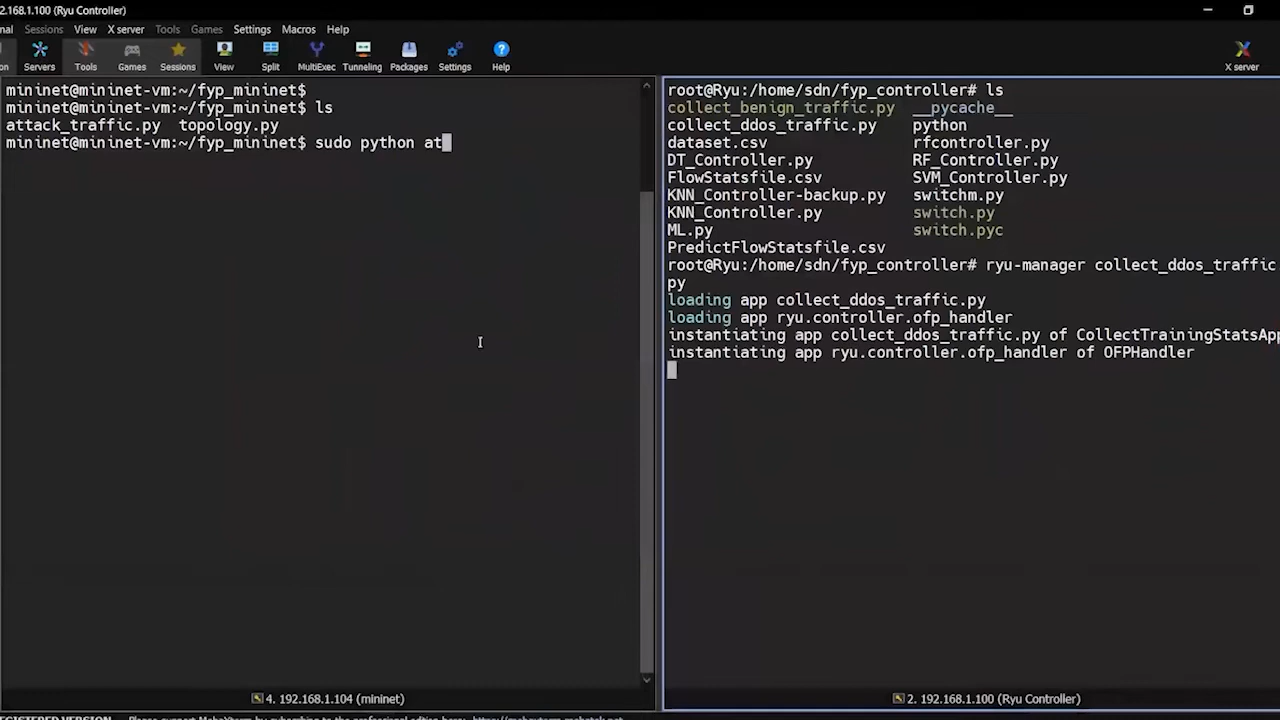 2.168.1.100 (Ryu Controller)
nal Sessions View X server Tools Games Settings Macros Help
on Servers Tools Games Sessions View Split MultiExec Tunneling Packages Settings Help X server
mininet@mininet-vm:~/fyp_mininet$
mininet@mininet-vm:~/fyp_mininet$ ls
attack_traffic.py topology.py
mininet@mininet-vm:~/fyp_mininet$ sudo python at
4. 192.168.1.104 (mininet)
root@Ryu:/home/sdn/fyp_controller# ls
collect_benign_traffic.py __pycache__
collect_ddos_traffic.py python
dataset.csv rfcontroller.py
DT_Controller.py RF_Controller.py
FlowStatsfile.csv SVM_Controller.py
KNN_Controller-backup.py switchm.py
KNN_Controller.py switch.py
ML.py switch.pyc
PredictFlowStatsfile.csv
root@Ryu:/home/sdn/fyp_controller# ryu-manager collect_ddos_traffic
py
loading app collect_ddos_traffic.py
loading app ryu.controller.ofp_handler
instantiating app collect_ddos_traffic.py of CollectTrainingStatsApp
instantiating app ryu.controller.ofp_handler of OFPHandler
2. 192.168.1.100 (Ryu Controller)